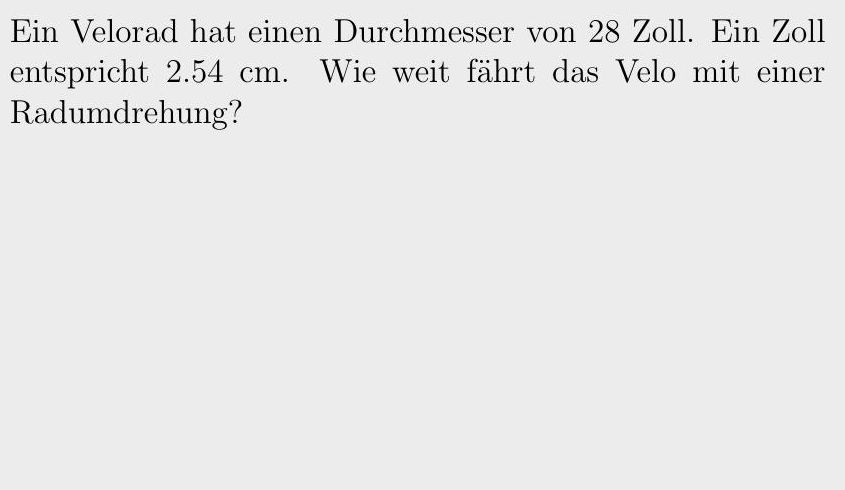 Ein Velorad hat einen Durchmesser von 28 Zoll. Ein Zoll
entspricht 2.54 cm. Wie weit fährt das Velo mit einer
Radumdrehung?